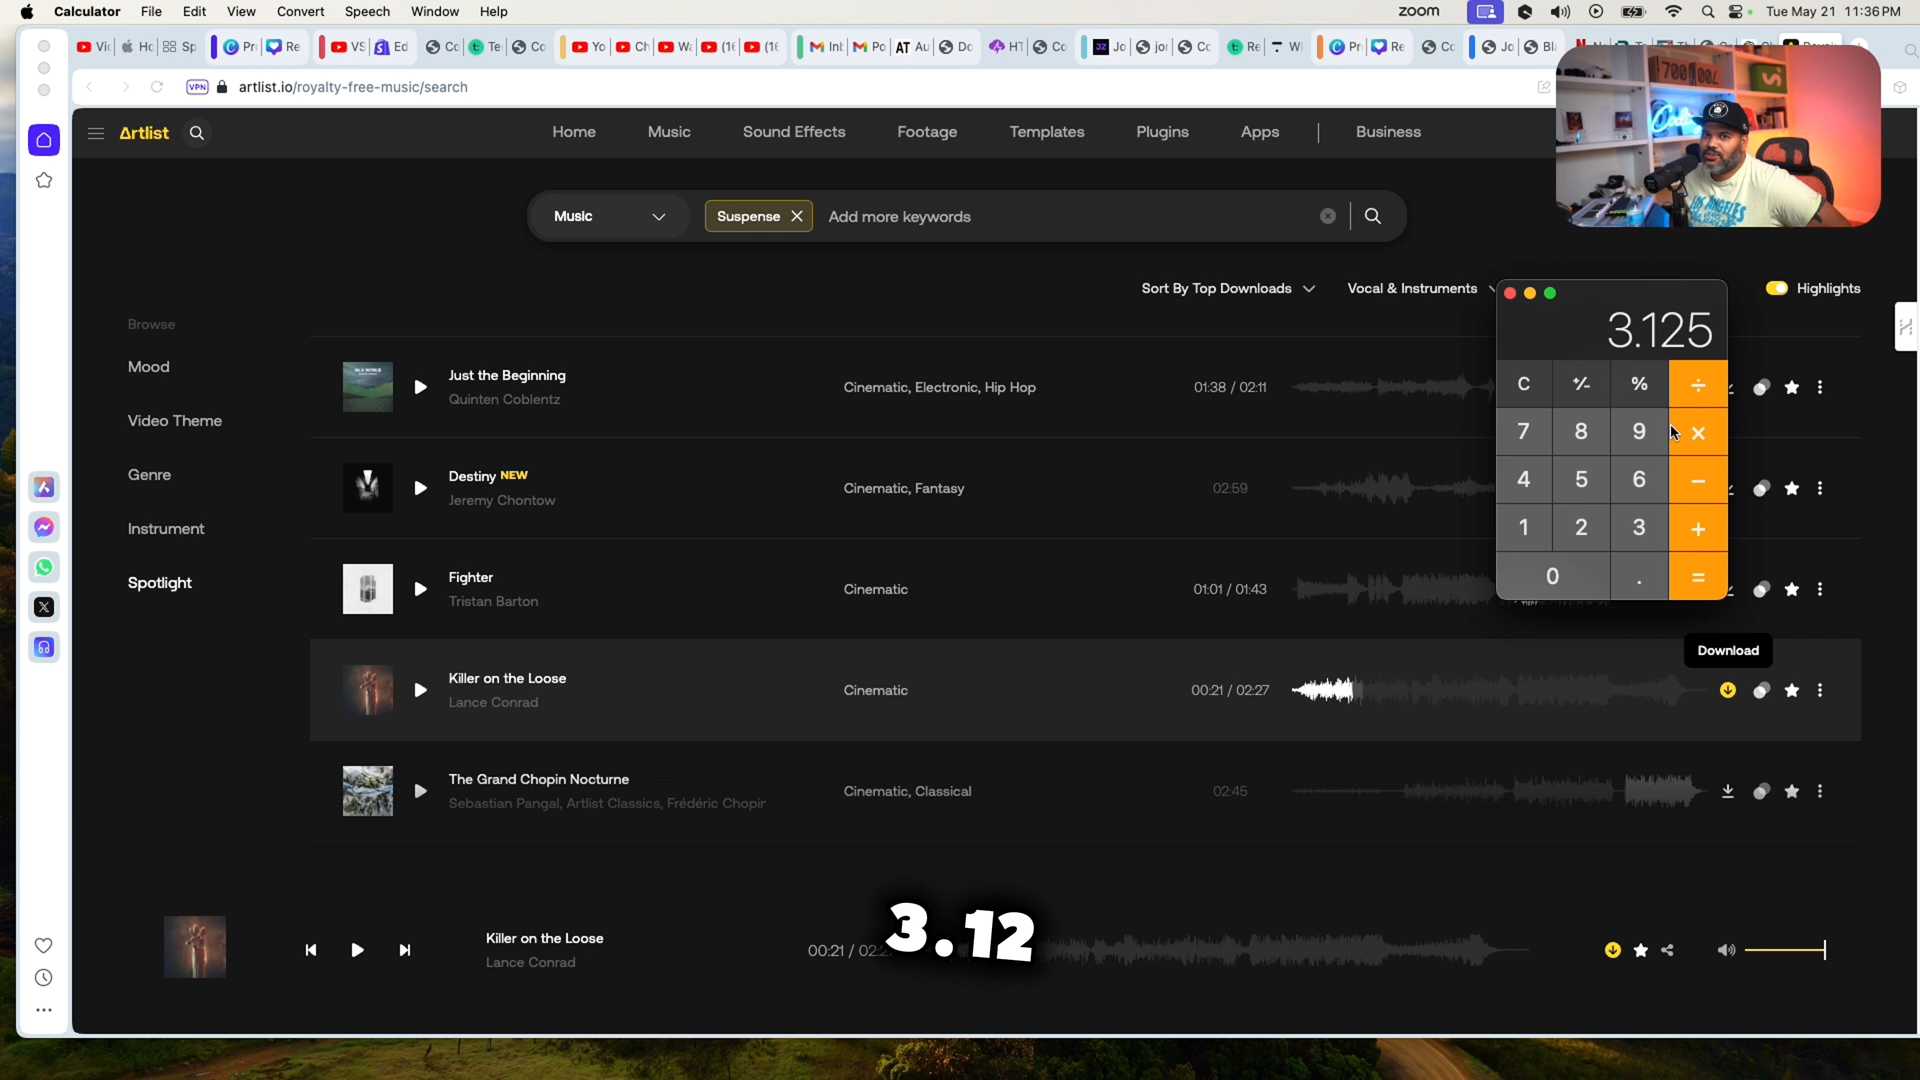 Calculator File Edit View Convert Speech Window Help
zoom Tue May 21 11:36 PM
VPN artlist.io/royalty-free-music/search
Artlist
Home Music Sound Effects Footage Templates Plugins Apps | Business
Music Suspense Add more keywords
Sort By Top Downloads Vocal & Instruments Highlights
Browse
Mood
Video Theme
Genre
Instrument
Spotlight
Just the Beginning
Quinten Coblentz
Cinematic, Electronic, Hip Hop
01:38 / 02:11
Destiny NEW
Jeremy Chontow
Cinematic, Fantasy
02:59
Fighter
Tristan Barton
Cinematic
01:01 / 01:43
Killer on the Loose
Lance Conrad
Cinematic
00:21 / 02:27
Download
The Grand Chopin Nocturne
Sebastian Pangal, Artlist Classics, Frédéric Chopir
Cinematic, Classical
02:45
3.125
C +/- % ÷
7 8 9 ×
4 5 6 −
1 2 3 +
0 . =
Killer on the Loose
Lance Conrad
00:21 / 02:2
3.12